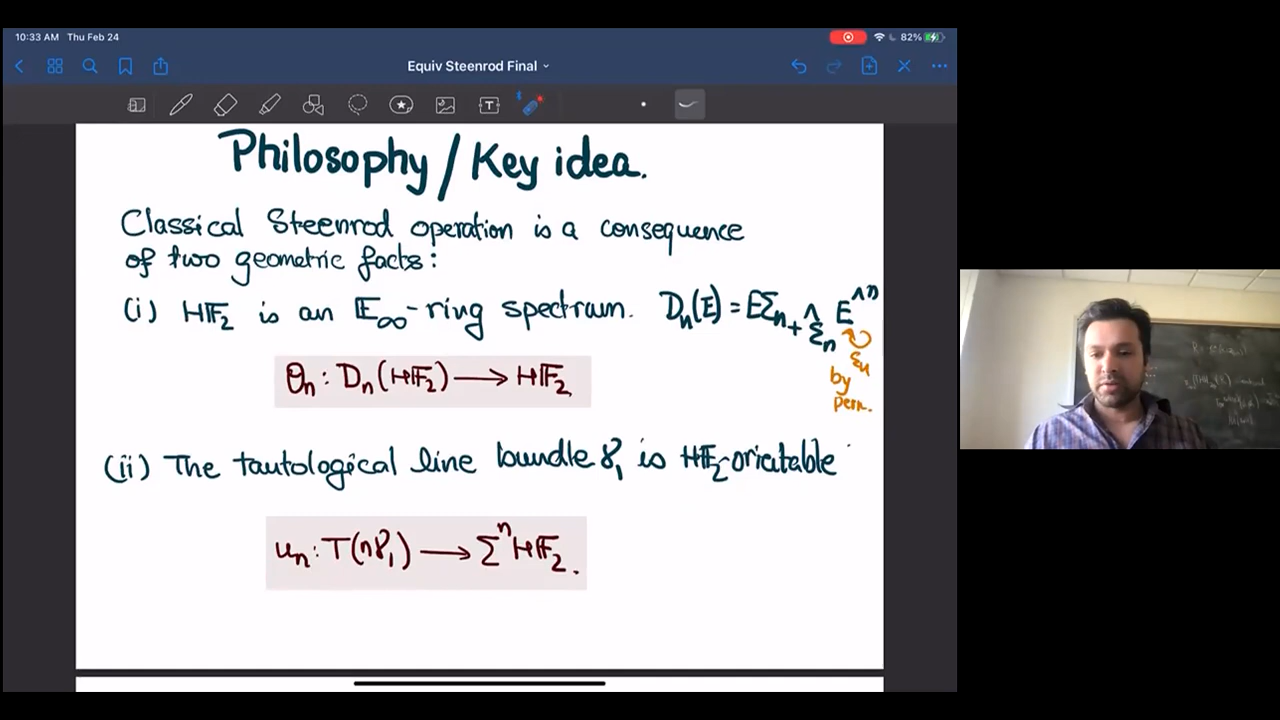 10:33 AM Thu Feb 24
82%
Equiv Steenrod Final
Philosophy / Key idea.
Classical Steenrod operation is a consequence
of two geometric facts:
(i) H𝔽₂ is an 𝔼∞-ring spectrum. Dₙ(E) = EΣₙ₊ ∧_Σₙ E^∧n
Σₙ
by
perm.
θₙ : Dₙ(H𝔽₂) ⟶ H𝔽₂
(ii) The tautological line bundle γ₁ is H𝔽₂-orientable
uₙ : T(nγ₁) ⟶ Σⁿ H𝔽₂.